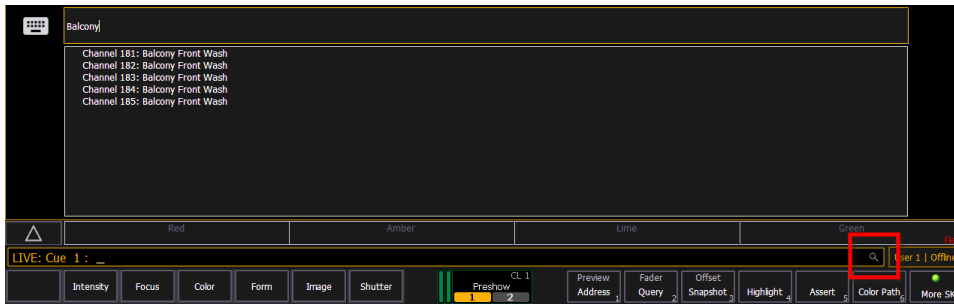 Balcony
Channel 181: Balcony Front Wash
Channel 182: Balcony Front Wash
Channel 183: Balcony Front Wash
Channel 184: Balcony Front Wash
Channel 185: Balcony Front Wash
Red Amber Lime Green
LIVE: Cue 1 : _
User 1 | Offline
CL 1
Intensity Focus Color Form Image Shutter
Preshow
1 2
Preview
Address 1
Fader
Query 2
Offset
Snapshot 3
Highlight 4
Assert 5
Color Path 6
More SK